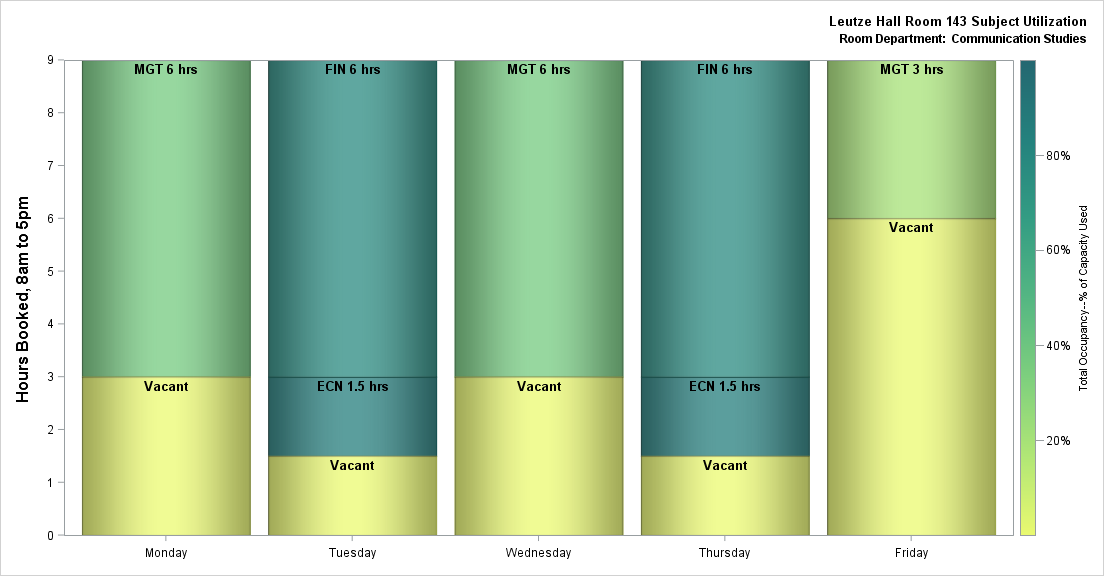 Leutze Hall Room 143 Subject Utilization
Room Department: Communication Studies
Hours Booked, 8am to 5pm
9
8
7
6
5
4
3
2
1
0
MGT 6 hrs
Vacant
FIN 6 hrs
ECN 1.5 hrs
Vacant
MGT 6 hrs
Vacant
FIN 6 hrs
ECN 1.5 hrs
Vacant
MGT 3 hrs
Vacant
Monday
Tuesday
Wednesday
Thursday
Friday
80%
60%
40%
20%
Total Occupancy--% of Capacity Used